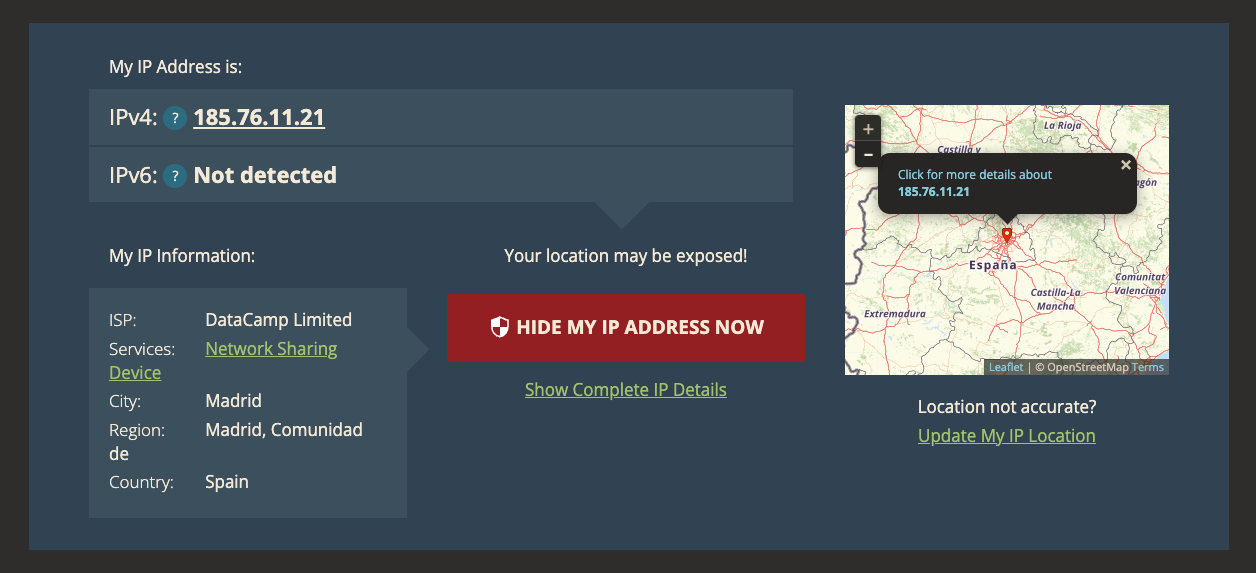 My IP Address is:
IPv4: ? 185.76.11.21
IPv6: ? Not detected
My IP Information:
ISP: DataCamp Limited
Services: Network Sharing
Device
City: Madrid
Region: Madrid, Comunidad
de
Country: Spain
Your location may be exposed!
HIDE MY IP ADDRESS NOW
Show Complete IP Details
+
−
La Rioja
Castilla y
×
Click for more details about
185.76.11.21
agón
España
Comunitat
Valenciana
Castilla-La
Mancha
Extremadura
Leaflet | © OpenStreetMap Terms
Location not accurate?
Update My IP Location